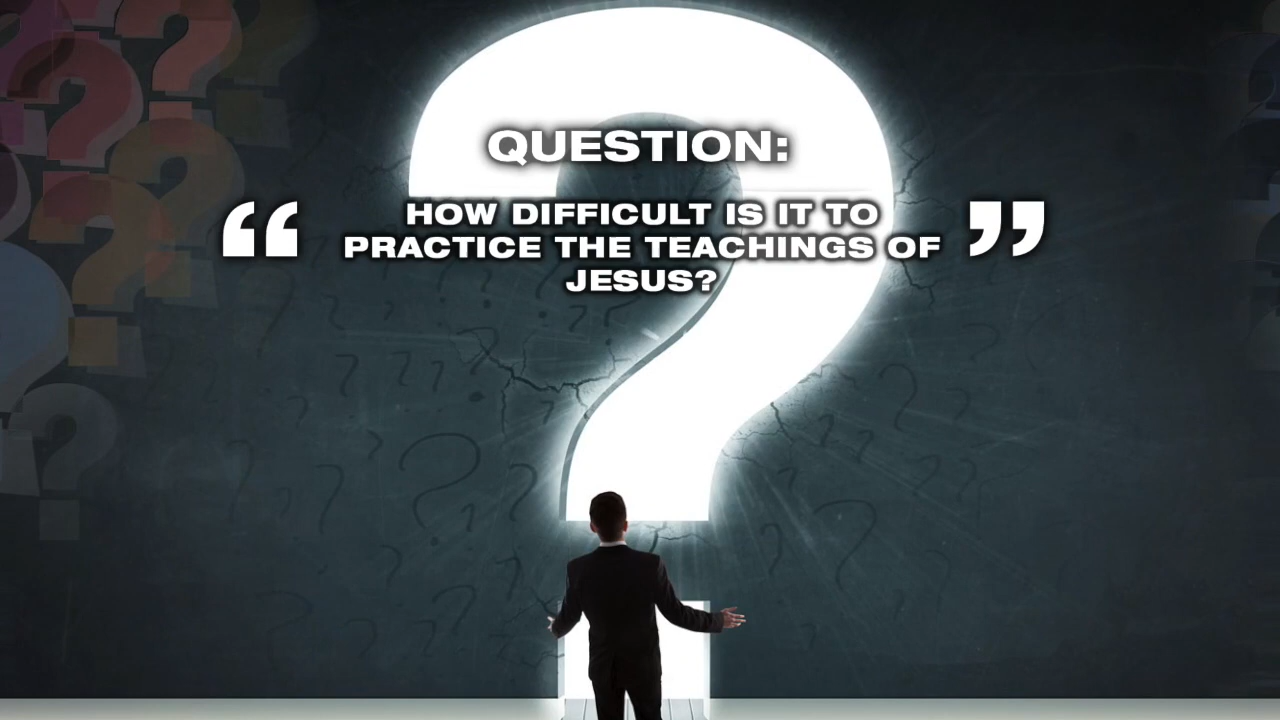 QUESTION:
“ HOW DIFFICULT IS IT TO
PRACTICE THE TEACHINGS OF
JESUS? ”